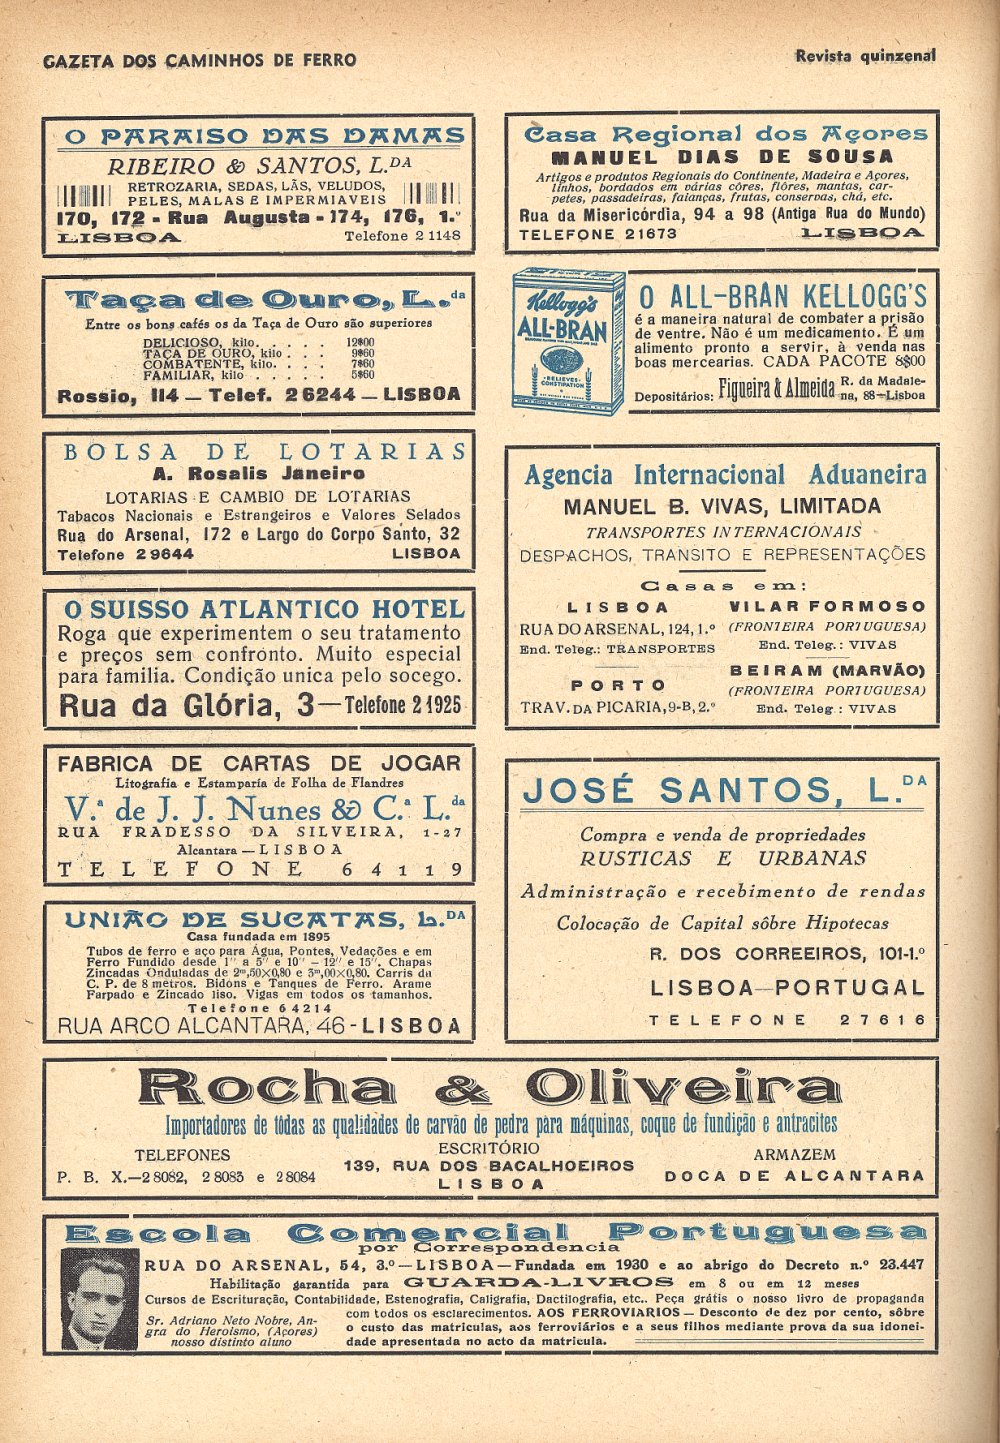 GAZETA DOS CAMINHOS DE FERRO
Revista quinzenal
O PARAISO DAS DAMAS
RIBEIRO & SANTOS, L.DA
RETROZARIA, SEDAS, LÃS, VELUDOS,
PELES, MALAS E IMPERMIAVEIS
170, 172 - Rua Augusta - 174, 176, 1.º
LISBOA Telefone 2 1148
Taça de Ouro, L.da
Entre os bons cafés os da Taça de Ouro são superiores
DELICIOSO, kilo. . . . . 12$00
TAÇA DE OURO, kilo . . . 9$60
COMBATENTE, kilo. . . . 7$60
FAMILIAR, kilo . . . . . 5$60
Rossio, 114 — Telef. 2 6244 — LISBOA
BOLSA DE LOTARIAS
A. Rosalis Janeiro
LOTARIAS E CAMBIO DE LOTARIAS
Tabacos Nacionais e Estrangeiros e Valores Selados
Rua do Arsenal, 172 e Largo do Corpo Santo, 32
Telefone 2 9644 LISBOA
O SUISSO ATLANTICO HOTEL
Roga que experimentem o seu tratamento
e preços sem confronto. Muito especial
para familia. Condição unica pelo socego.
Rua da Glória, 3 — Telefone 2 1925
FABRICA DE CARTAS DE JOGAR
Litografia e Estamparía de Folha de Flandres
V.ª de J. J. Nunes & C.ª L.da
RUA FRADESSO DA SILVEIRA, 1-27
Alcantara — LISBOA
TELEFONE 64119
UNIÃO DE SUCATAS, L.DA
Casa fundada em 1895
Tubos de ferro e aço para Água, Pontes, Vedações e em
Ferro Fundido desde 1" a 5" e 10" - 12" e 15". Chapas
Zincadas Onduladas de 2m,50×0,80 e 3m,00×0,80. Carris da
C. P. de 8 metros. Bidons e Tanques de Ferro. Arame
Farpado e Zincado liso. Vigas em todos os tamanhos.
Telefone 6 4214
RUA ARCO ALCANTARA, 46 - LISBOA
Casa Regional dos Açores
MANUEL DIAS DE SOUSA
Artigos e produtos Regionais do Continente, Madeira e Açores,
linhos, bordados em várias côres, flôres, mantas, car-
petes, passadeiras, faianças, frutas, conservas, chá, etc.
Rua da Misericórdia, 94 a 98 (Antiga Rua do Mundo)
TELEFONE 21673 LISBOA
Kellogg's
ALL-BRAN
RELIEVES
CONSTIPATION
O ALL-BRAN KELLOGG'S
é a maneira natural de combater a prisão
de ventre. Não é um medicamento. É um
alimento pronto a servir, à venda nas
boas mercearias. CADA PACOTE 8$00
Depositários: Figueira & Almeida R. da Madale-
na, 88—Lisboa
Agencia Internacional Aduaneira
MANUEL B. VIVAS, LIMITADA
TRANSPORTES INTERNACIONAIS
DESPACHOS, TRANSITO E REPRESENTAÇÕES
Casas em:
LISBOA
RUA DO ARSENAL, 124, 1.º
End. Teleg.: TRANSPORTES
PORTO
TRAV. DA PICARIA, 9-B, 2.º
VILAR FORMOSO
(FRONTEIRA PORTUGUESA)
End. Teleg.: VIVAS
BEIRAM (MARVÃO)
(FRONTEIRA PORTUGUESA)
End. Teleg.: VIVAS
JOSÉ SANTOS, L.DA
Compra e venda de propriedades
RUSTICAS E URBANAS
Administração e recebimento de rendas
Colocação de Capital sôbre Hipotecas
R. DOS CORREEIROS, 101-1.º
LISBOA—PORTUGAL
TELEFONE 27616
Rocha & Oliveira
Importadores de tôdas as qualidades de carvão de pedra para máquinas, coque de fundição e antracites
TELEFONES
P. B. X.—2 8082, 2 8083 e 2 8084
ESCRITÓRIO
139, RUA DOS BACALHOEIROS
LISBOA
ARMAZEM
DOCA DE ALCANTARA
Escola Comercial Portuguesa
por Correspondencia
RUA DO ARSENAL, 54, 3.º — LISBOA — Fundada em 1930 e ao abrigo do Decreto n.º 23.447
Habilitação garantida para GUARDA-LIVROS em 8 ou em 12 meses
Cursos de Escrituração, Contabilidade, Estenografia, Caligrafia, Dactilografia, etc.. Peça grátis o nosso livro de propaganda
com todos os esclarecimentos. AOS FERROVIARIOS — Desconto de dez por cento, sôbre
o custo das matriculas, aos ferroviários e a seus filhos mediante prova da sua idonei-
dade apresentada no acto da matricula.
Sr. Adriano Neto Nobre, An-
gra do Heroismo, (Açores)
nosso distinto aluno